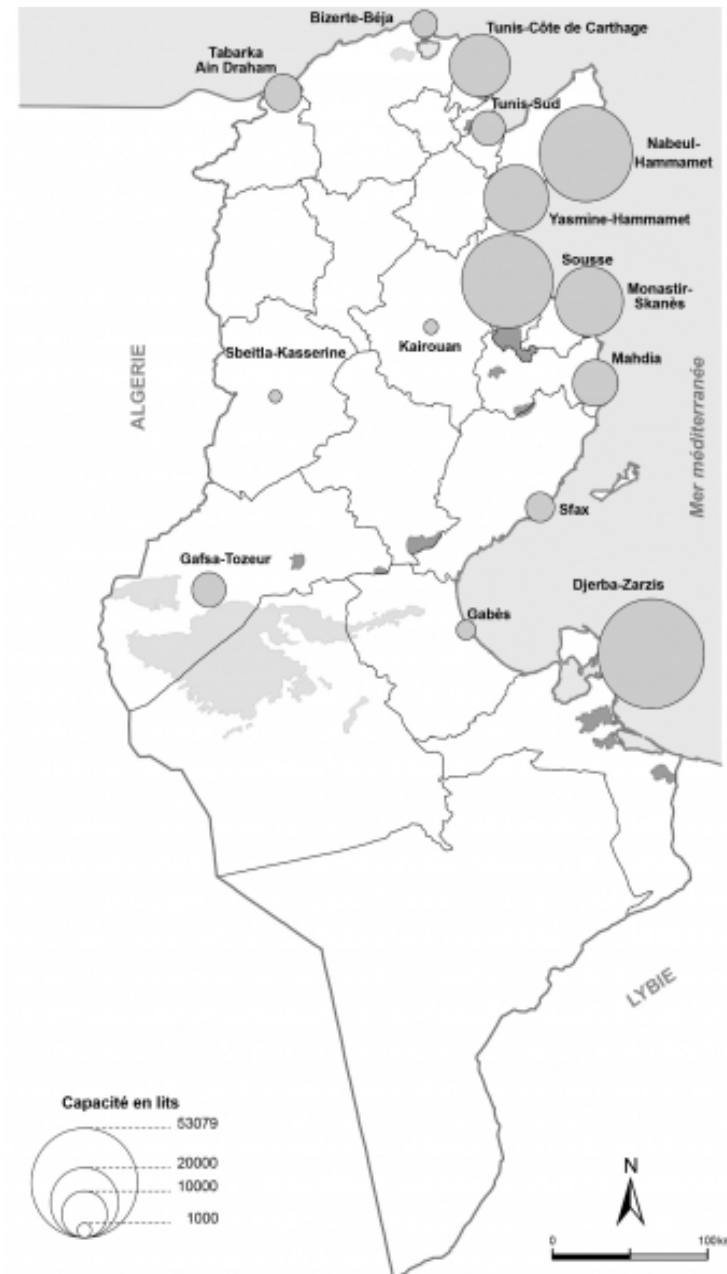 Bizerte-Béja
Tunis-Côte de Carthage
Tabarka
Ain Draham
Tunis-Sud
Nabeul-
Hammamet
Yasmine-Hammamet
Sousse
Monastir-
Skanès
Kairouan
Sbeitla-Kasserine
Mahdia
ALGERIE
Mer méditerranée
Sfax
Gafsa-Tozeur
Djerba-Zarzis
Gabès
LYBIE
Capacité en lits
53079
20000
10000
1000
N
0 100km